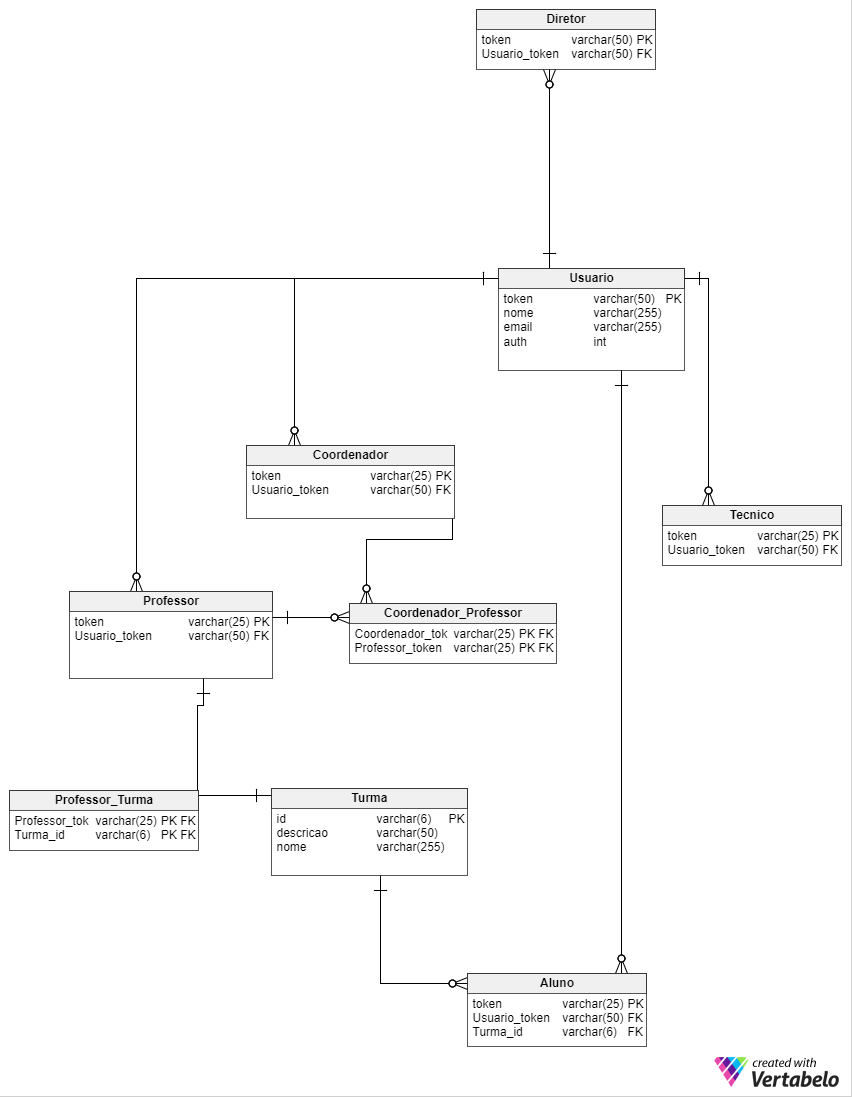 Diretor
token varchar(50) PK
Usuario_token varchar(50) FK
Usuario
token varchar(50) PK
nome varchar(255)
email varchar(255)
auth int
Coordenador
token varchar(25) PK
Usuario_token varchar(50) FK
Tecnico
token varchar(25) PK
Usuario_token varchar(50) FK
Professor
token varchar(25) PK
Usuario_token varchar(50) FK
Coordenador_Professor
Coordenador_tok varchar(25) PK FK
Professor_token varchar(25) PK FK
Professor_Turma
Professor_tok varchar(25) PK FK
Turma_id varchar(6) PK FK
Turma
id varchar(6) PK
descricao varchar(50)
nome varchar(255)
Aluno
token varchar(25) PK
Usuario_token varchar(50) FK
Turma_id varchar(6) FK
created with
Vertabelo